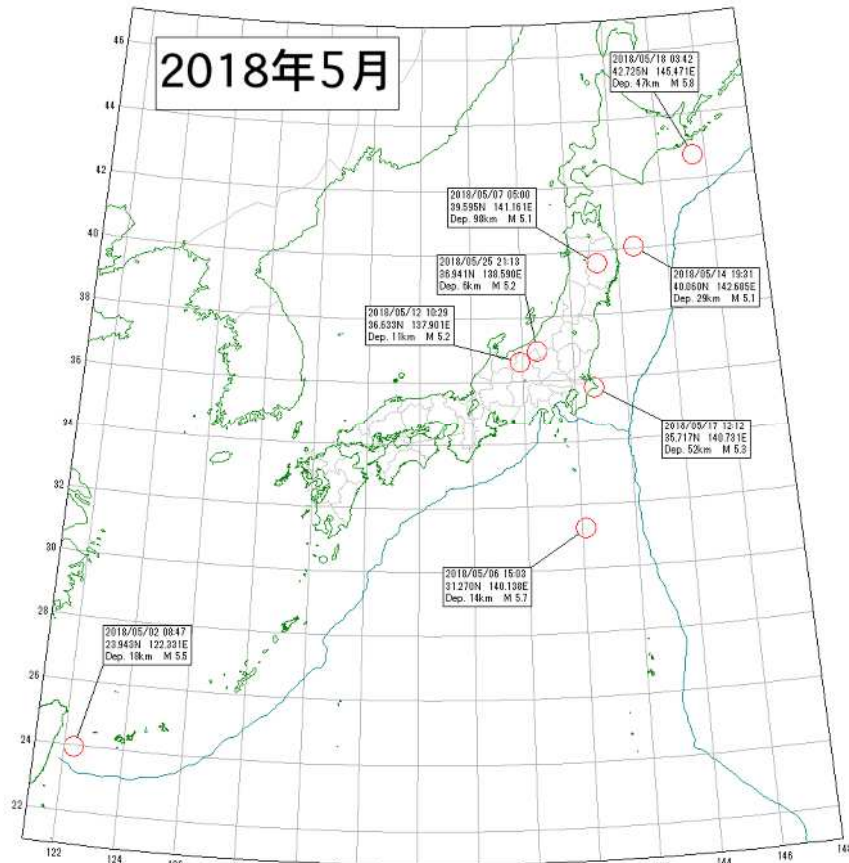 2018年5月
2018/05/18 03:42
42.725N 145.471E
Dep. 47km M 5.8
2018/05/07 05:00
39.595N 141.161E
Dep. 98km M 5.1
2018/05/25 21:13
36.941N 138.590E
Dep. 6km M 5.2
2018/05/14 19:31
40.060N 142.685E
Dep. 29km M 5.1
2018/05/12 10:29
36.633N 137.901E
Dep. 11km M 5.2
2018/05/17 12:12
35.717N 140.731E
Dep. 52km M 5.3
2018/05/06 15:03
31.270N 140.138E
Dep. 14km M 5.7
2018/05/02 08:47
23.943N 122.331E
Dep. 18km M 5.5
46
44
42
40
38
36
34
32
30
28
26
24
22
122
124
144
146